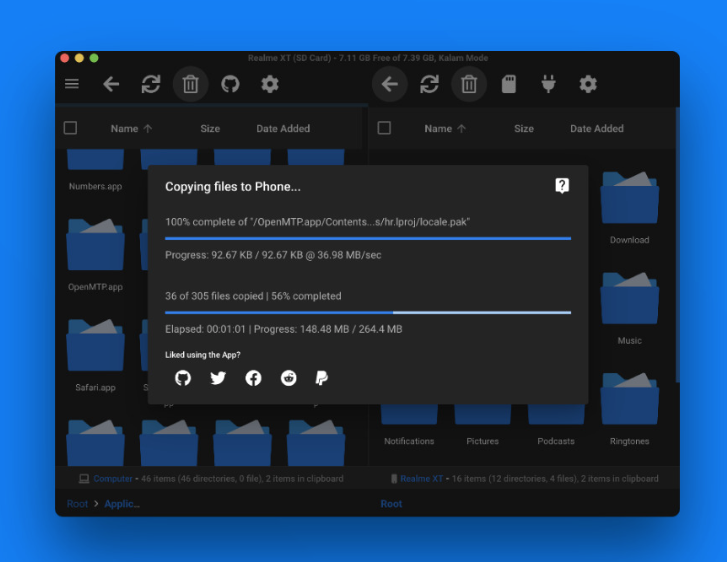 Realme XT (SD Card) - 7.11 GB Free of 7.39 GB, Kalam Mode
Name ↑ Size Date Added
Name ↑ Size Date Added
Numbers.app
Copying files to Phone...
100% complete of "/OpenMTP.app/Contents...s/hr.lproj/locale.pak"
Progress: 92.67 KB / 92.67 KB @ 36.98 MB/sec
36 of 305 files copied | 56% completed
Elapsed: 00:01:01 | Progress: 148.48 MB / 264.4 MB
Liked using the App?
OpenMTP.app
Safari.app
Download
Music
Notifications
Pictures
Podcasts
Ringtones
Computer • 46 items (46 directories, 0 file), 2 items in clipboard
Realme XT • 16 items (12 directories, 4 files), 2 items in clipboard
Root > Applic...
Root